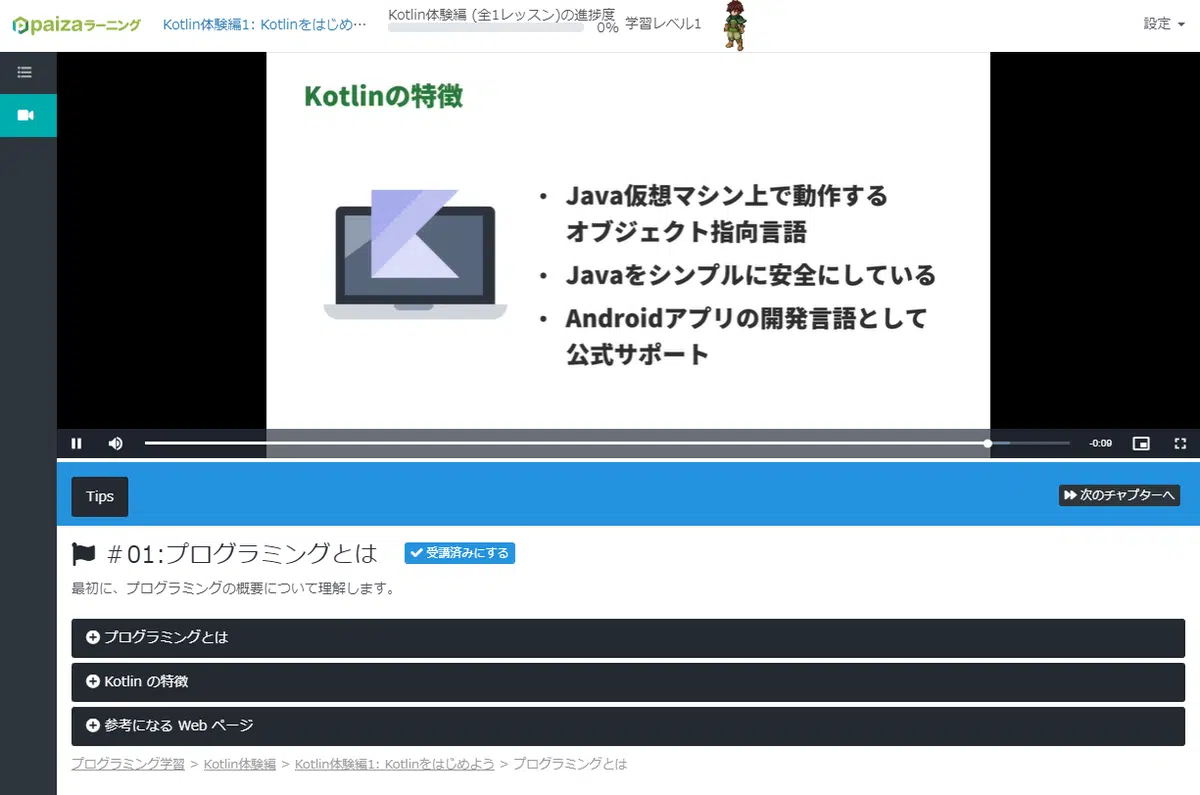 paizaラーニング
Kotlin体験編1: Kotlinをはじめ…
Kotlin体験編 (全1レッスン)の進捗度
0%
学習レベル1
設定
Kotlinの特徴
・ Java仮想マシン上で動作する
オブジェクト指向言語
・ Javaをシンプルに安全にしている
・ Androidアプリの開発言語として
公式サポート
-0:09
Tips
次のチャプターへ
＃01:プログラミングとは
受講済みにする
最初に、プログラミングの概要について理解します。
プログラミングとは
Kotlin の特徴
参考になる Web ページ
プログラミング学習 > Kotlin体験編 > Kotlin体験編1: Kotlinをはじめよう > プログラミングとは